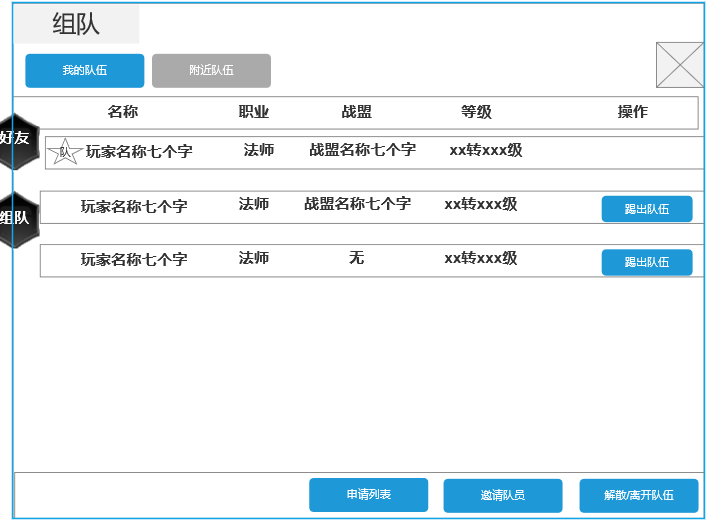 组队
我的队伍 附近队伍
名称 职业 战盟 等级 操作
好友
队 玩家名称七个字 法师 战盟名称七个字 xx转xxx级
组队
玩家名称七个字 法师 战盟名称七个字 xx转xxx级 踢出队伍
玩家名称七个字 法师 无 xx转xxx级 踢出队伍
申请列表 邀请队员 解散/离开队伍